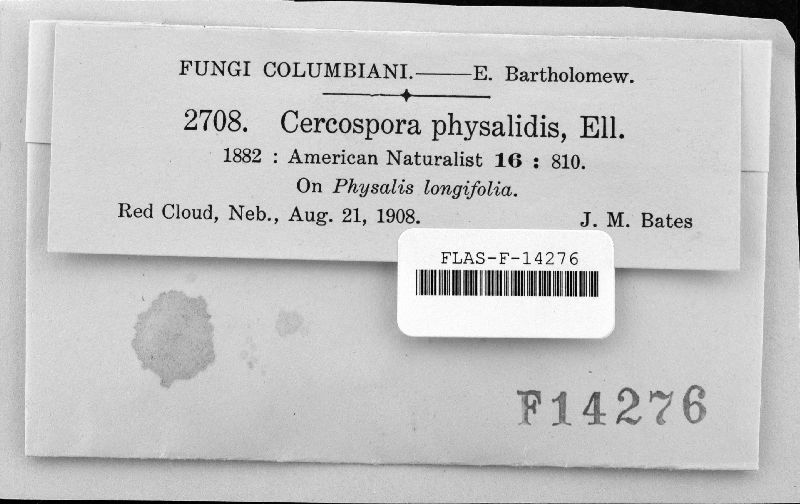 FUNGI COLUMBIANI.——E. Bartholomew.
2708. Cercospora physalidis, Ell.
1882 : American Naturalist 16 : 810.
On Physalis longifolia.
Red Cloud, Neb., Aug. 21, 1908. J. M. Bates
FLAS-F-14276
F14276